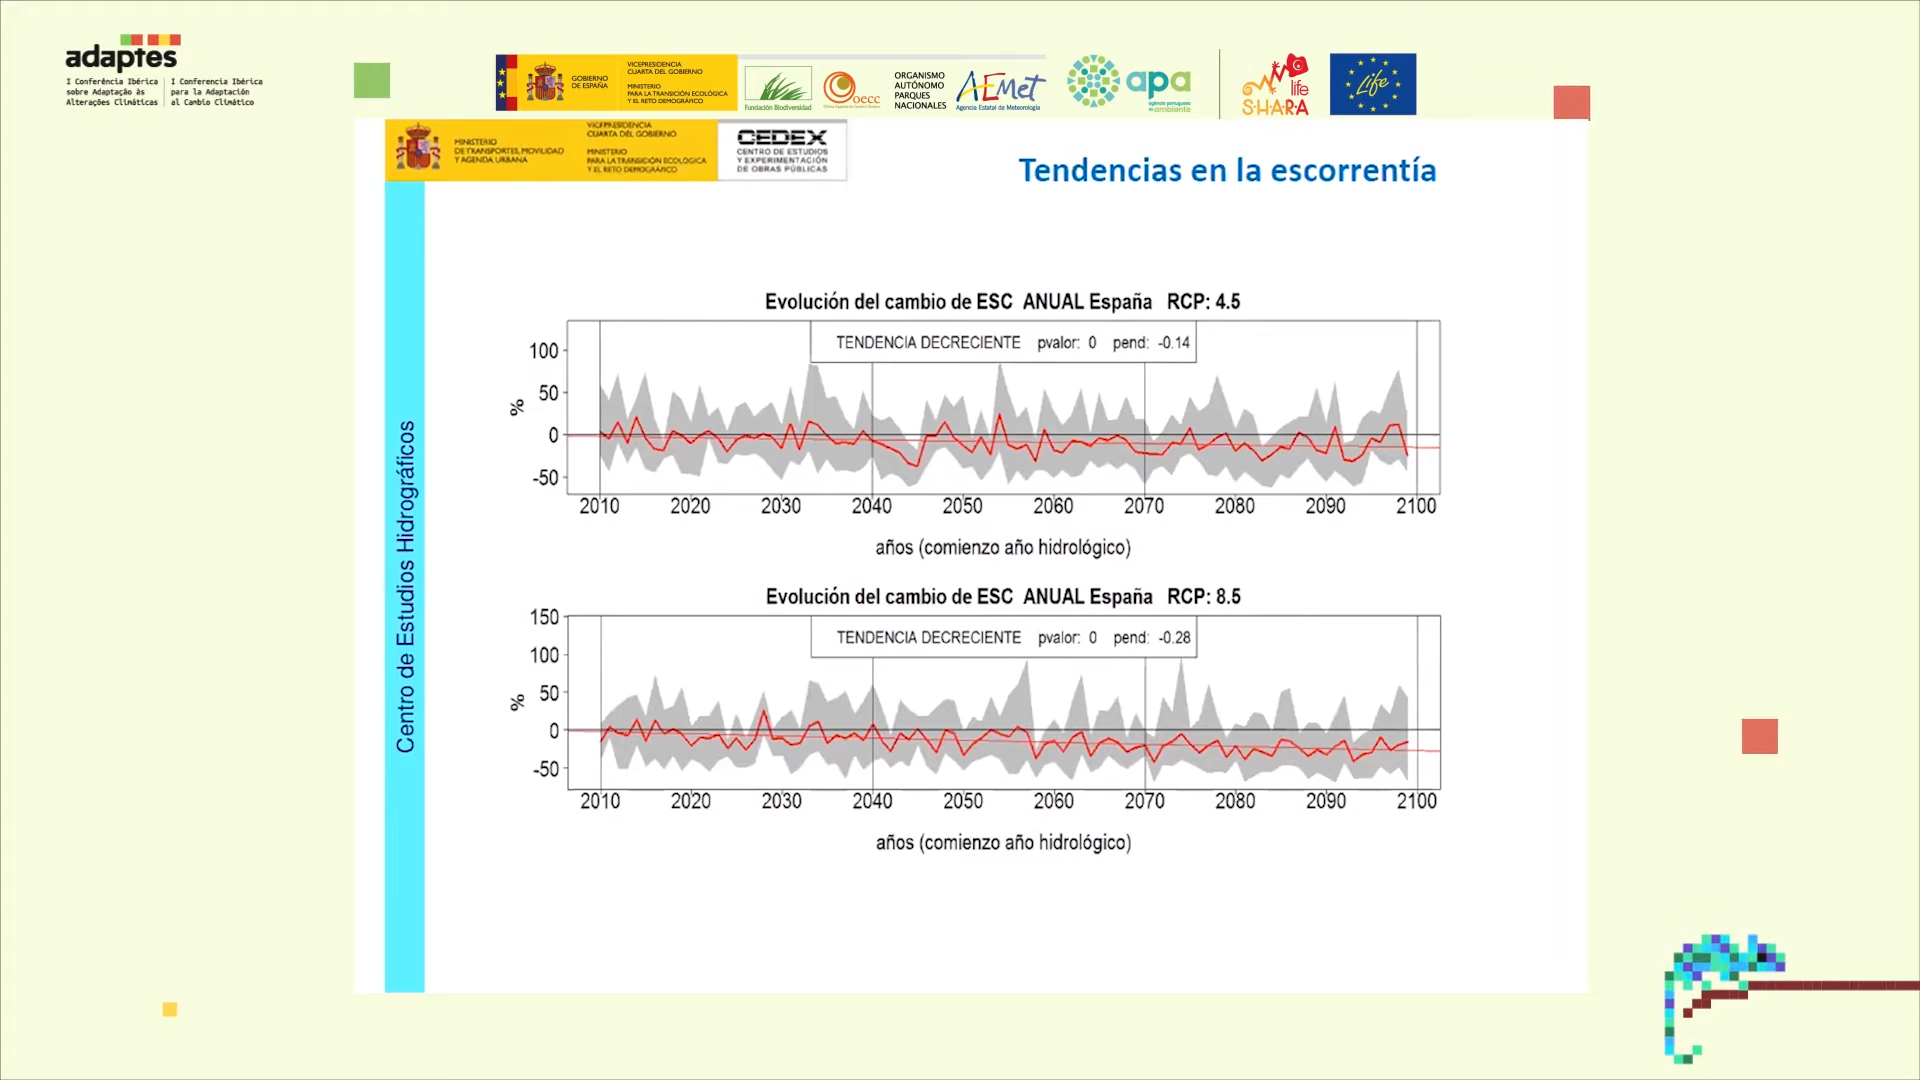 adaptes
I Conferência Ibérica
sobre Adaptação às
Alterações Climáticas
I Conferencia Ibérica
para la Adaptación
al Cambio Climático
GOBIERNO
DE ESPAÑA
VICEPRESIDENCIA
CUARTA DEL GOBIERNO
MINISTERIO
PARA LA TRANSICIÓN ECOLÓGICA
Y EL RETO DEMOGRÁFICO
Fundación Biodiversidad
oecc
ORGANISMO
AUTÓNOMO
PARQUES
NACIONALES
AEMet
Agencia Estatal de Meteorología
apa
agência portuguesa
do ambiente
life
SHARA
Life
MINISTERIO
DE TRANSPORTES, MOVILIDAD
Y AGENDA URBANA
VICEPRESIDENCIA
CUARTA DEL GOBIERNO
MINISTERIO
PARA LA TRANSICIÓN ECOLÓGICA
Y EL RETO DEMOGRÁFICO
CEDEX
CENTRO DE ESTUDIOS
Y EXPERIMENTACIÓN
DE OBRAS PÚBLICAS
Tendencias en la escorrentía
Centro de Estudios Hidrográficos
Evolución del cambio de ESC ANUAL España RCP: 4.5
TENDENCIA DECRECIENTE pvalor: 0 pend: -0.14
%
100
50
0
-50
2010 2020 2030 2040 2050 2060 2070 2080 2090 2100
años (comienzo año hidrológico)
Evolución del cambio de ESC ANUAL España RCP: 8.5
TENDENCIA DECRECIENTE pvalor: 0 pend: -0.28
%
150
100
50
0
-50
2010 2020 2030 2040 2050 2060 2070 2080 2090 2100
años (comienzo año hidrológico)